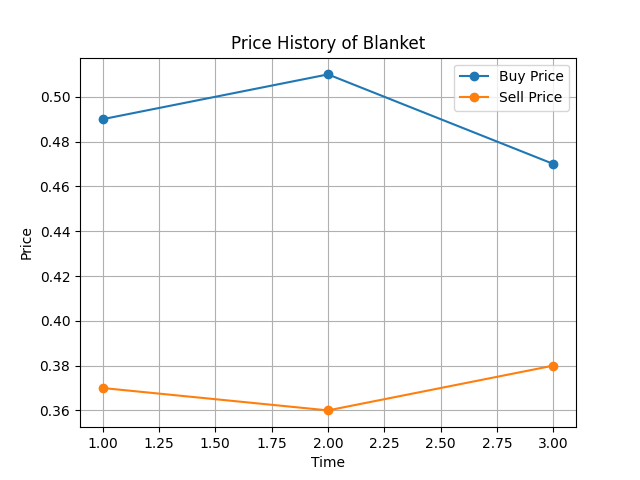 Price History of Blanket
Buy Price
Sell Price
Price
0.50
0.48
0.46
0.44
0.42
0.40
0.38
0.36
1.00 1.25 1.50 1.75 2.00 2.25 2.50 2.75 3.00
Time